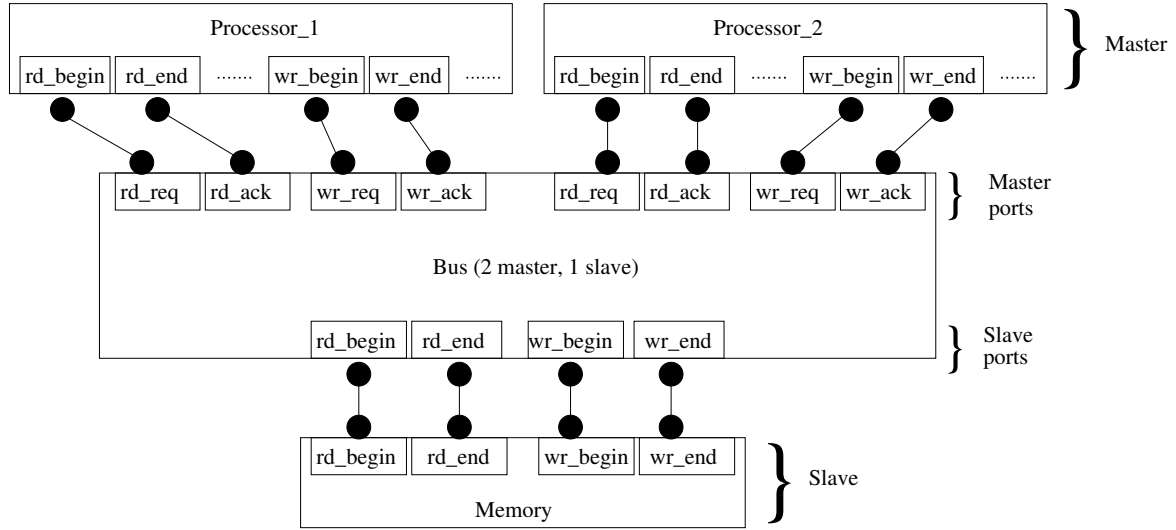 Processor_1
Processor_2
Master
rd_begin rd_end ....... wr_begin wr_end .......
rd_begin rd_end ....... wr_begin wr_end .......
rd_req rd_ack wr_req wr_ack rd_req rd_ack wr_req wr_ack
Master
ports
Bus (2 master, 1 slave)
rd_begin rd_end wr_begin wr_end
Slave
ports
rd_begin rd_end wr_begin wr_end
Slave
Memory